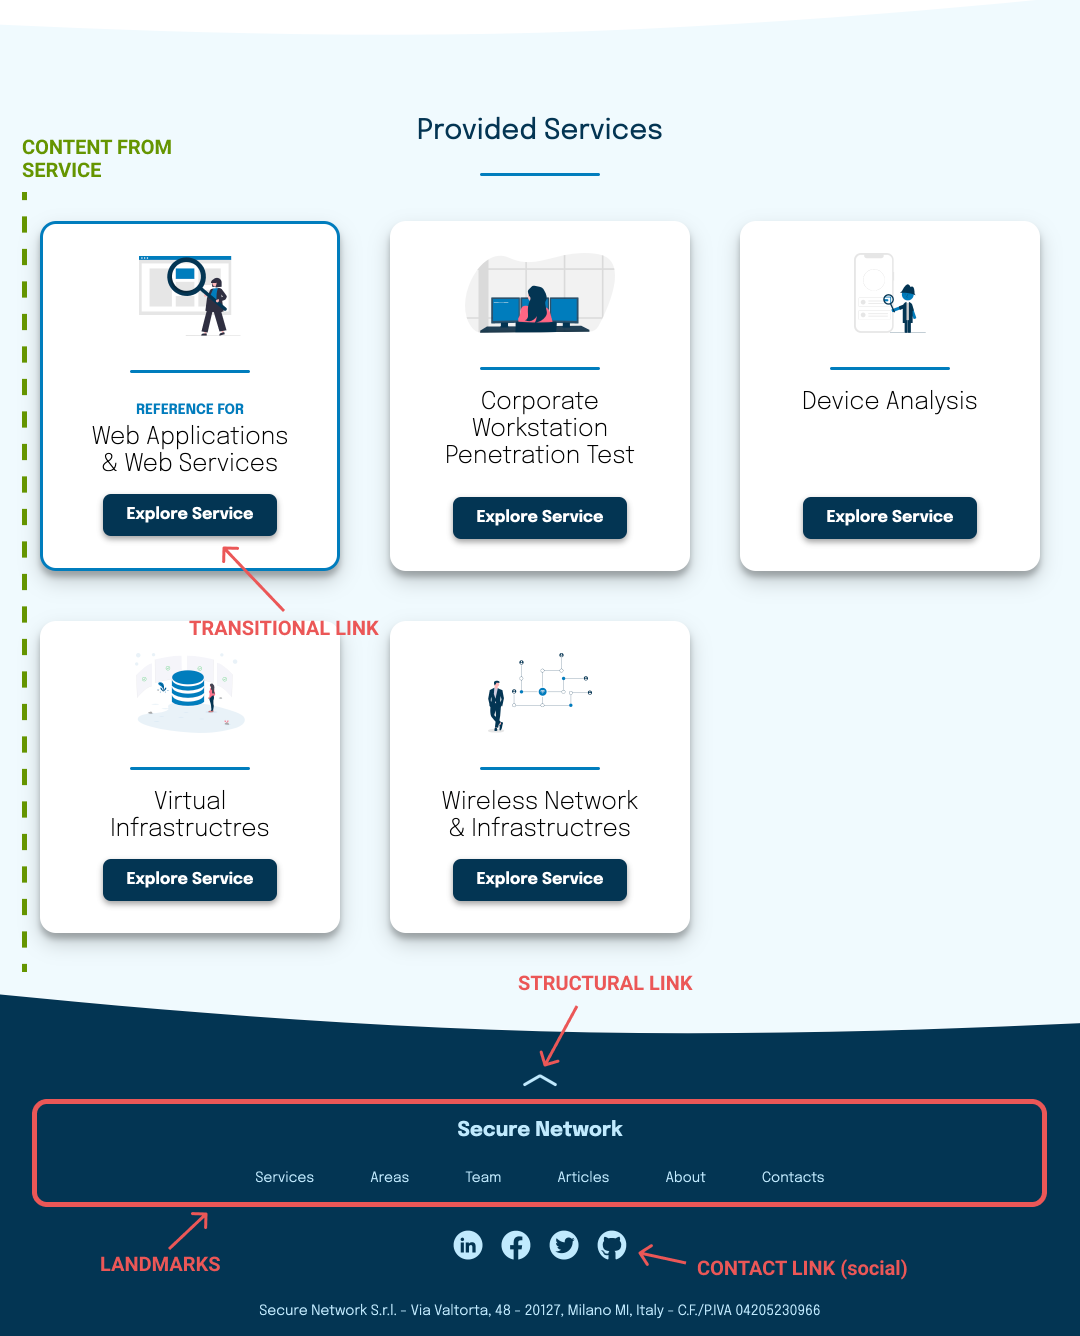 Provided Services
CONTENT FROM
SERVICE
REFERENCE FOR
Web Applications
& Web Services
Explore Service
Corporate
Workstation
Penetration Test
Explore Service
Device Analysis
Explore Service
TRANSITIONAL LINK
Virtual
Infrastructres
Explore Service
Wireless Network
& Infrastructres
Explore Service
STRUCTURAL LINK
Secure Network
Services Areas Team Articles About Contacts
LANDMARKS
CONTACT LINK (social)
Secure Network S.r.l. - Via Valtorta, 48 - 20127, Milano MI, Italy - C.F./P.IVA 04205230966